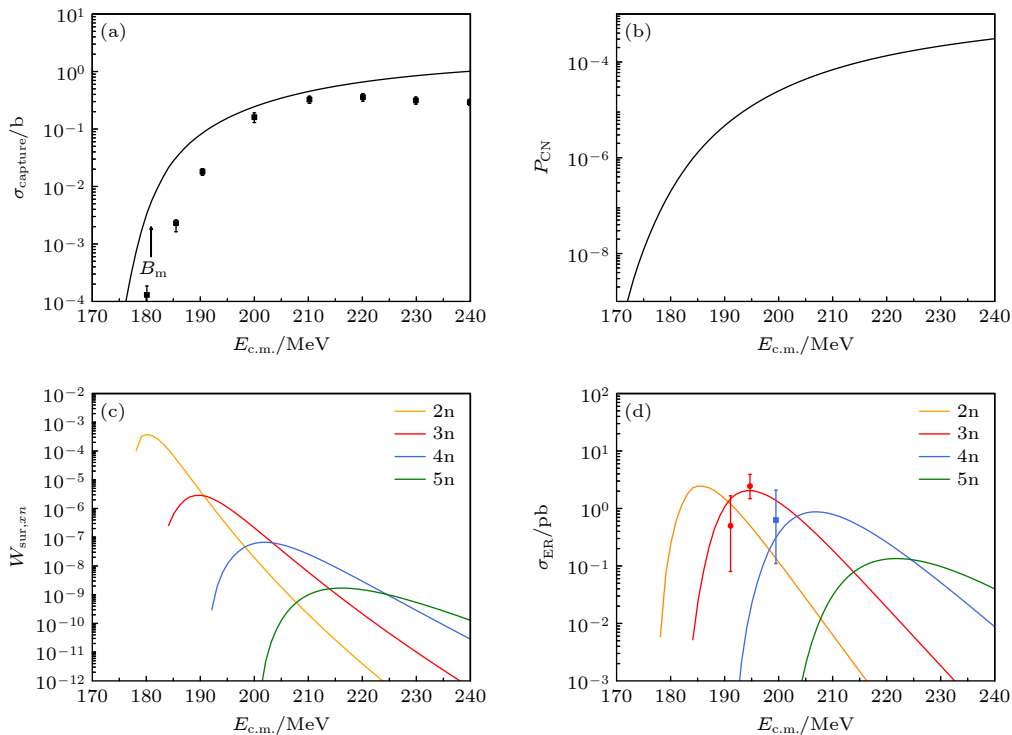 (a)
10^1
10^0
10^-1
10^-2
10^-3
10^-4
σ_capture/b
B_m
170 180 190 200 210 220 230 240
E_c.m./MeV
(b)
10^-4
10^-6
10^-8
P_CN
170 180 190 200 210 220 230 240
E_c.m./MeV
(c)
10^-2
10^-3
10^-4
10^-5
10^-6
10^-7
10^-8
10^-9
10^-10
10^-11
10^-12
W_sur,xn
2n
3n
4n
5n
170 180 190 200 210 220 230 240
E_c.m./MeV
(d)
10^2
10^1
10^0
10^-1
10^-2
10^-3
σ_ER/pb
2n
3n
4n
5n
170 180 190 200 210 220 230 240
E_c.m./MeV